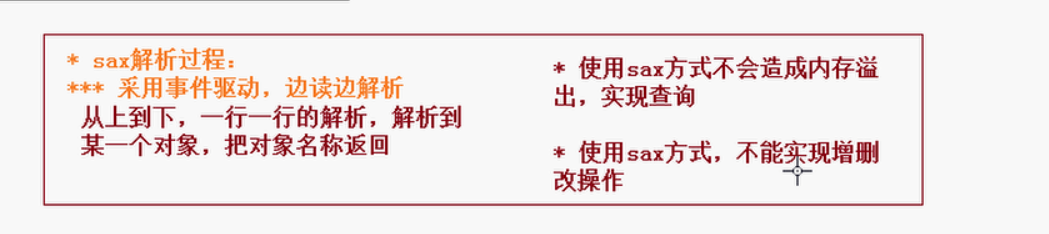 * sax解析过程：
*** 采用事件驱动，边读边解析
从上到下，一行一行的解析，解析到
某一个对象，把对象名称返回
* 使用sax方式不会造成内存溢
出，实现查询
* 使用sax方式，不能实现增删
改操作